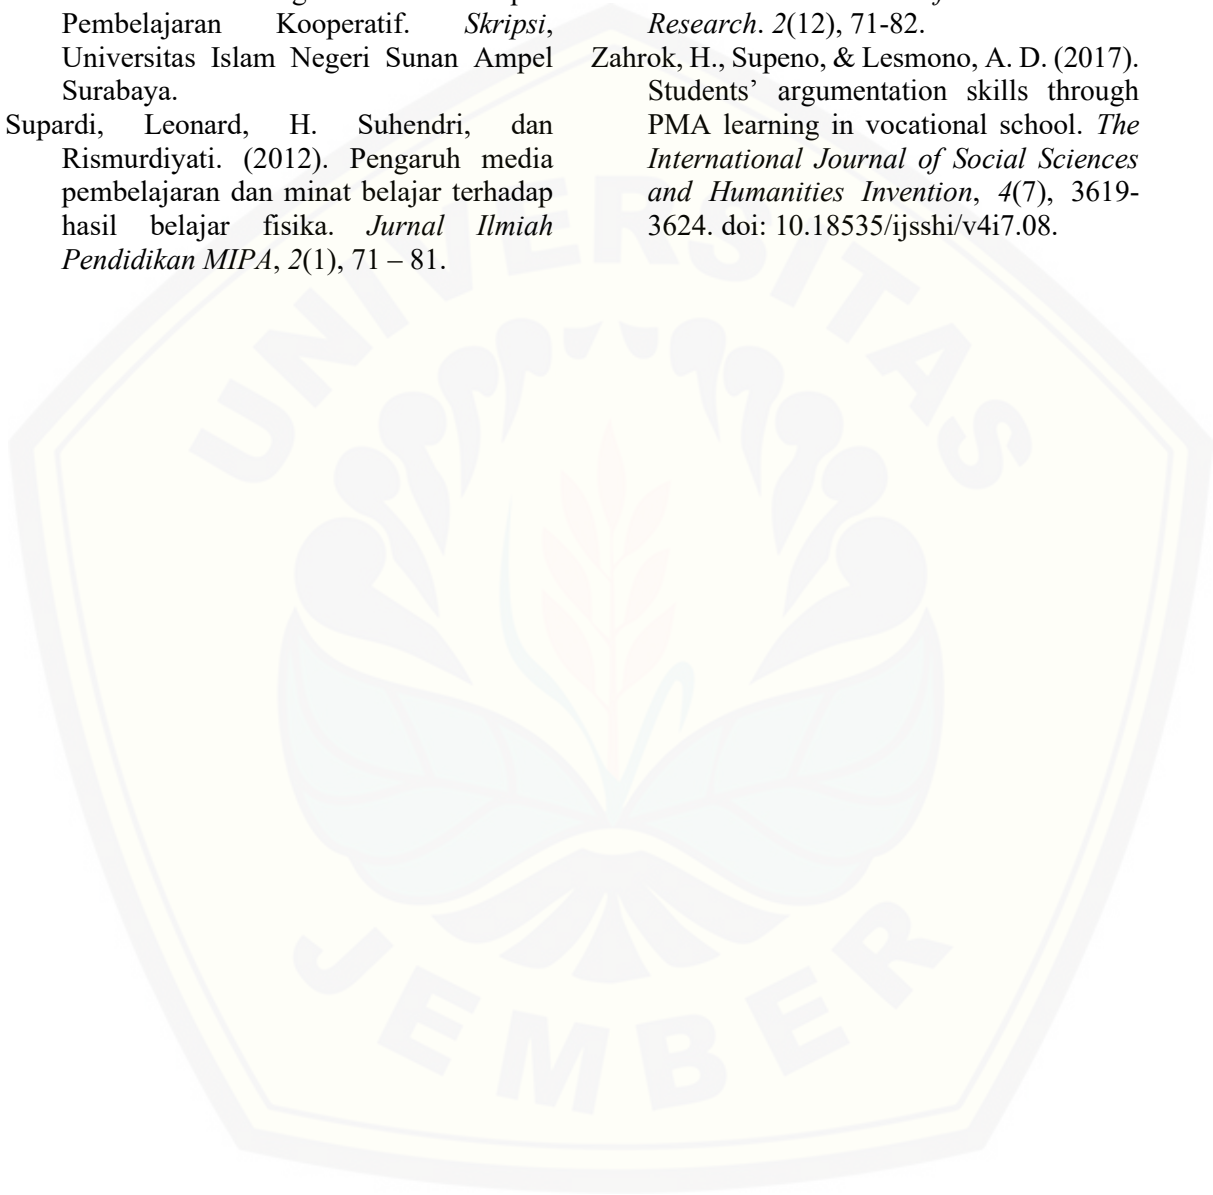 Pembelajaran Kooperatif. Skripsi,
Universitas Islam Negeri Sunan Ampel
Surabaya.
Supardi, Leonard, H. Suhendri, dan
Rismurdiyati. (2012). Pengaruh media
pembelajaran dan minat belajar terhadap
hasil belajar fisika. Jurnal Ilmiah
Pendidikan MIPA, 2(1), 71 – 81.
Research. 2(12), 71-82.
Zahrok, H., Supeno, & Lesmono, A. D. (2017).
Students’ argumentation skills through
PMA learning in vocational school. The
International Journal of Social Sciences
and Humanities Invention, 4(7), 3619-
3624. doi: 10.18535/ijsshi/v4i7.08.
UNIVERSITAS
JEMBER